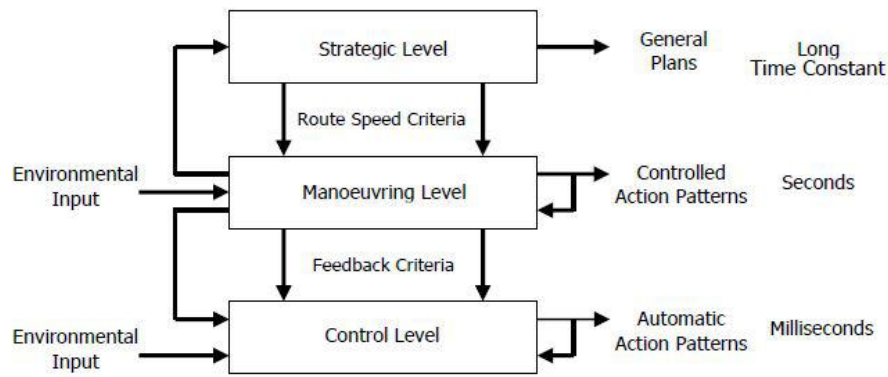 Strategic Level
General
Plans
Long
Time Constant
Route Speed Criteria
Environmental
Input
Manoeuvring Level
Controlled
Action Patterns
Seconds
Feedback Criteria
Environmental
Input
Control Level
Automatic
Action Patterns
Milliseconds